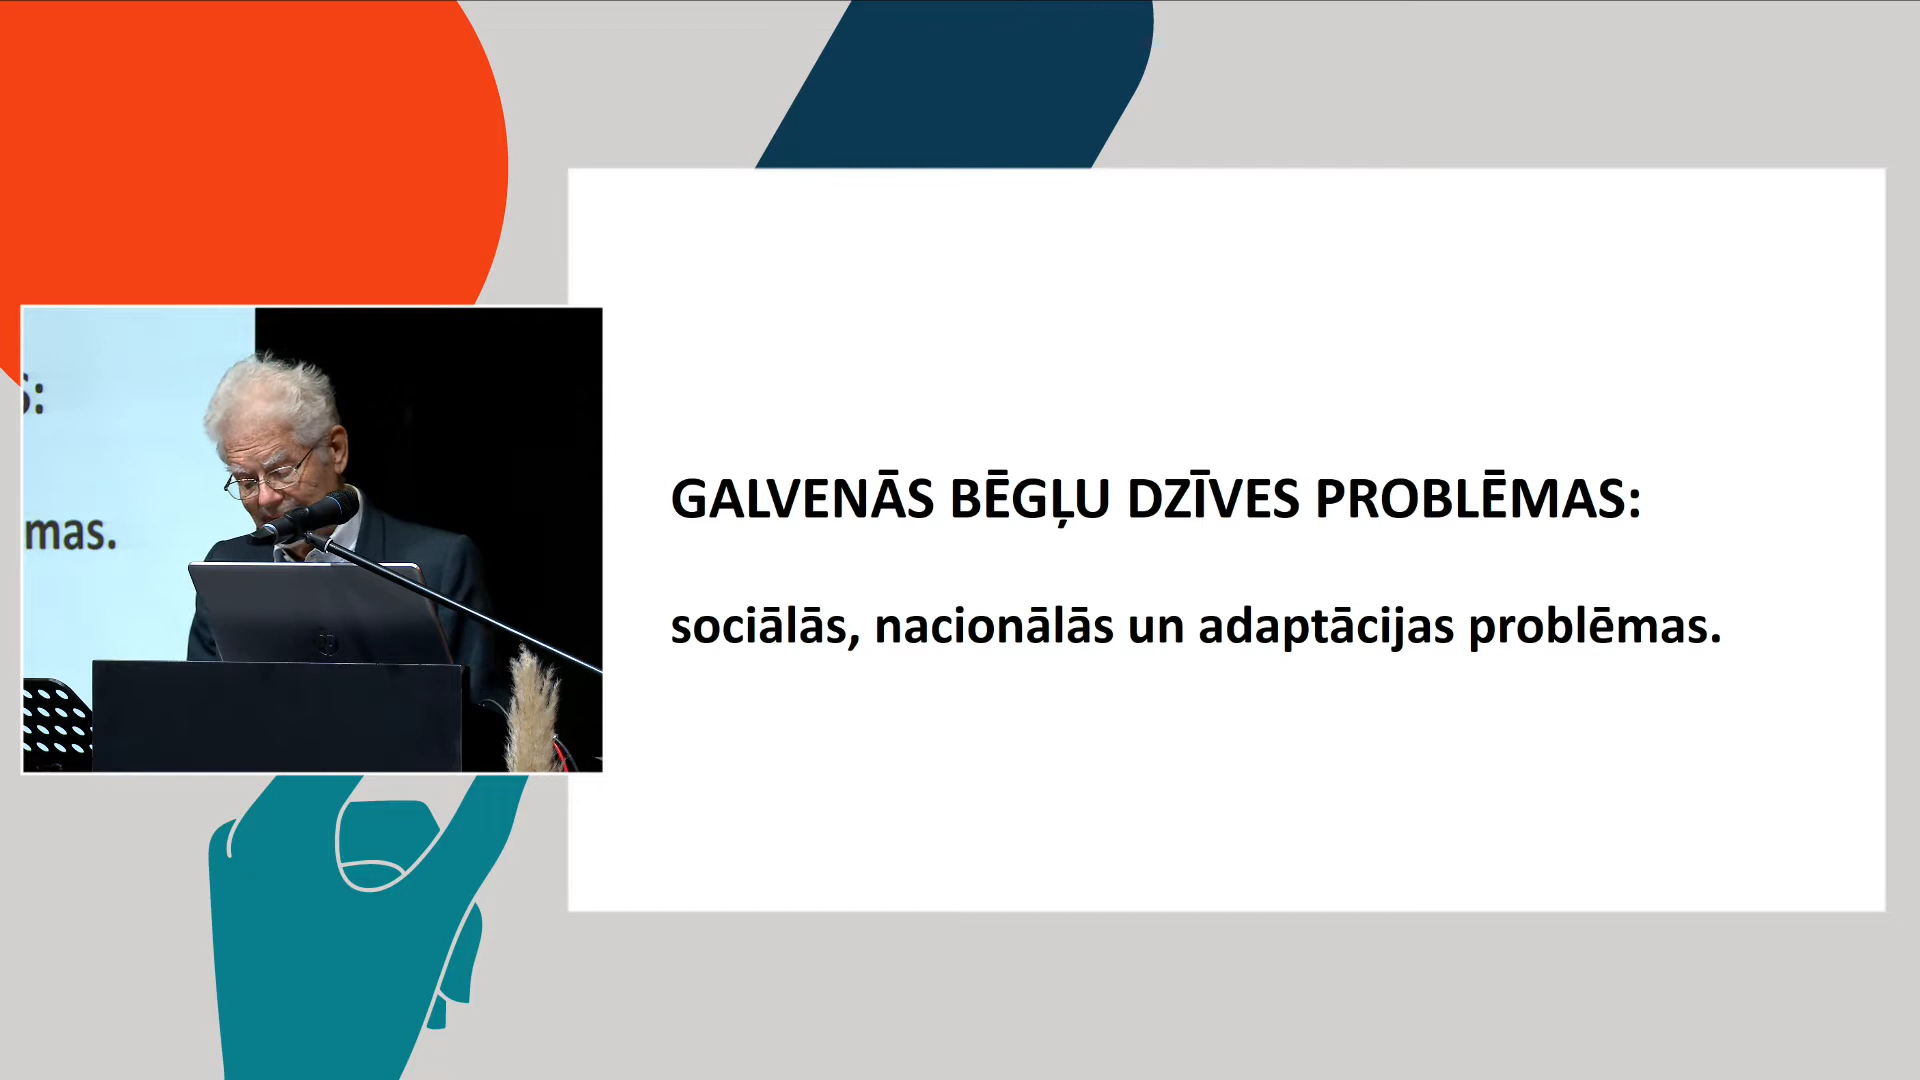 GALVENĀS BĒGĻU DZĪVES PROBLĒMAS:
sociālās, nacionālās un adaptācijas problēmas.
S:
mas.